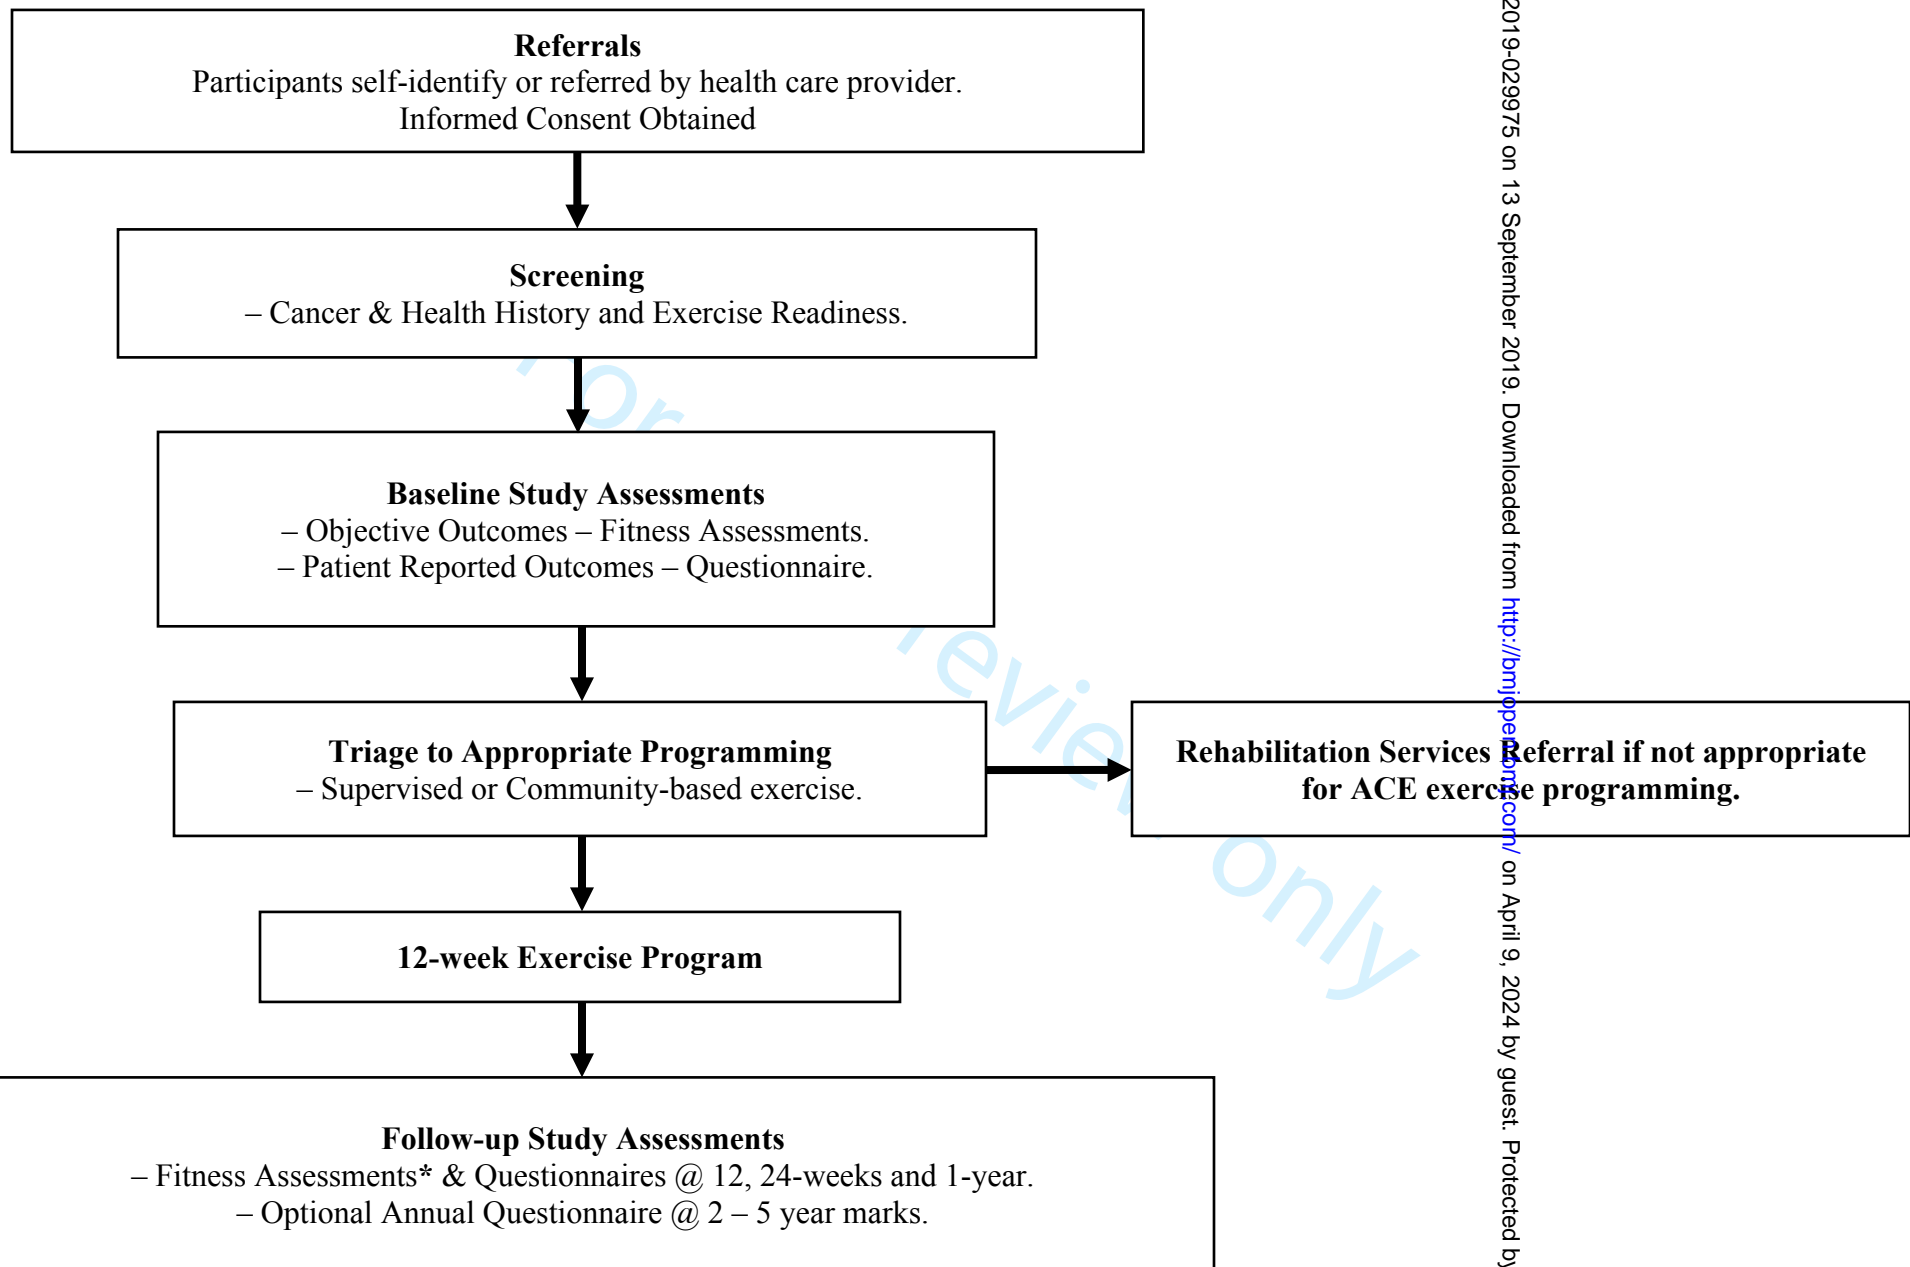 Referrals
Participants self-identify or referred by health care provider.
Informed Consent Obtained
Screening
– Cancer & Health History and Exercise Readiness.
Baseline Study Assessments
– Objective Outcomes – Fitness Assessments.
– Patient Reported Outcomes – Questionnaire.
Triage to Appropriate Programming
– Supervised or Community-based exercise.
Rehabilitation Services Referral if not appropriate
for ACE exercise programming.
12-week Exercise Program
Follow-up Study Assessments
– Fitness Assessments* & Questionnaires @ 12, 24-weeks and 1-year.
– Optional Annual Questionnaire @ 2 – 5 year marks.
For review only
2019-029975 on 13 September 2019. Downloaded from http://bmjopen.bmj.com/ on April 9, 2024 by guest. Protected by